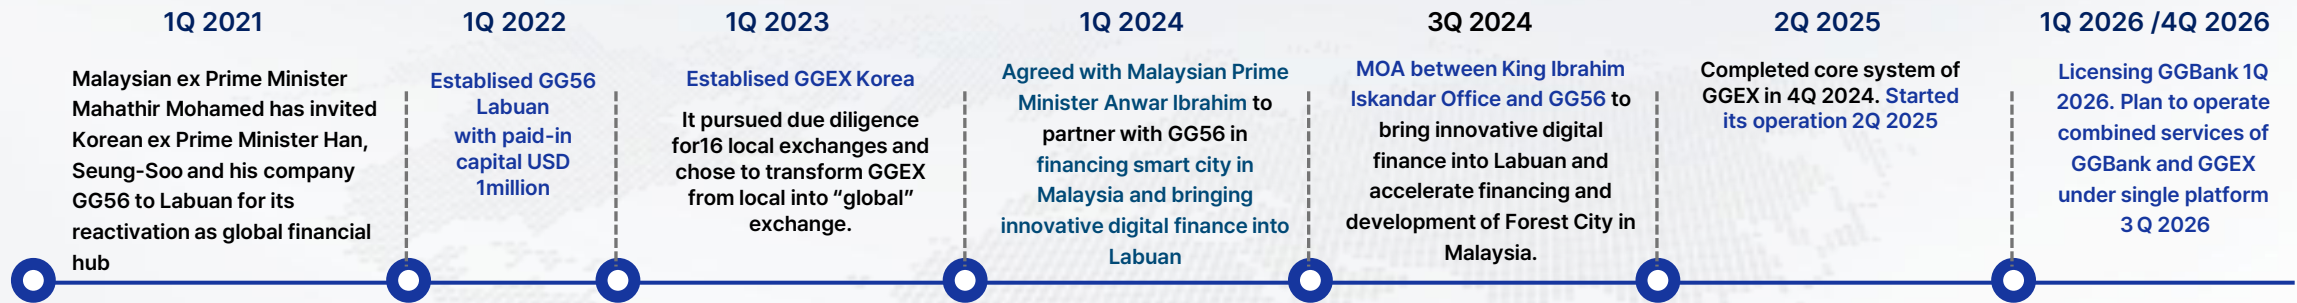 1Q 2021
Malaysian ex Prime Minister
Mahathir Mohamed has invited
Korean ex Prime Minister Han,
Seung-Soo and his company
GG56 to Labuan for its
reactivation as global financial
hub
1Q 2022
Establised GG56
Labuan
with paid-in
capital USD
1million
1Q 2023
Establised GGEX Korea
It pursued due diligence
for16 local exchanges and
chose to transform GGEX
from local into “global”
exchange.
1Q 2024
Agreed with Malaysian Prime
Minister Anwar Ibrahim to
partner with GG56 in
financing smart city in
Malaysia and bringing
innovative digital finance into
Labuan
3Q 2024
MOA between King Ibrahim
Iskandar Office and GG56 to
bring innovative digital
finance into Labuan and
accelerate financing and
development of Forest City in
Malaysia.
2Q 2025
Completed core system of
GGEX in 4Q 2024. Started
its operation 2Q 2025
1Q 2026 /4Q 2026
Licensing GGBank 1Q
2026. Plan to operate
combined services of
GGBank and GGEX
under single platform
3 Q 2026